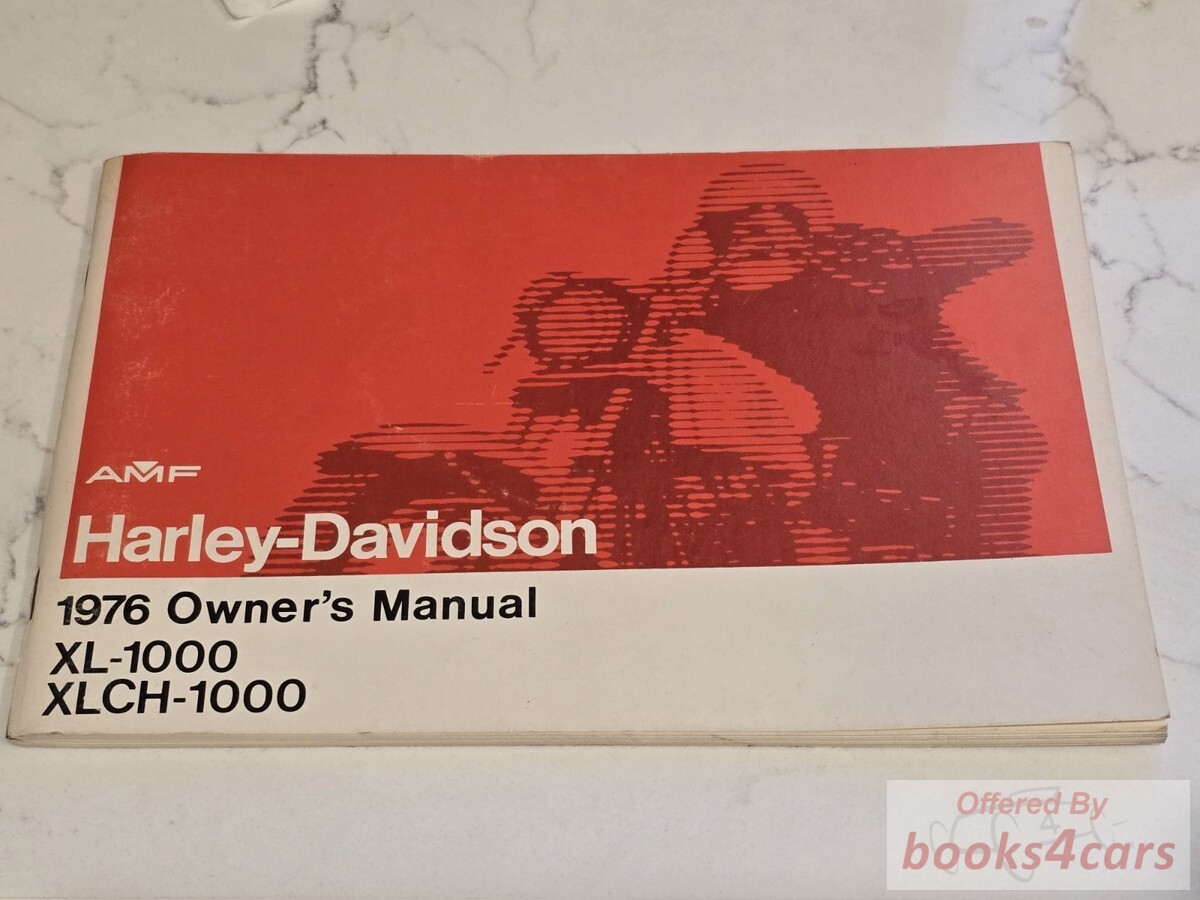 AMF
Harley-Davidson
1976 Owner's Manual
XL-1000
XLCH-1000
Offered By
books4cars